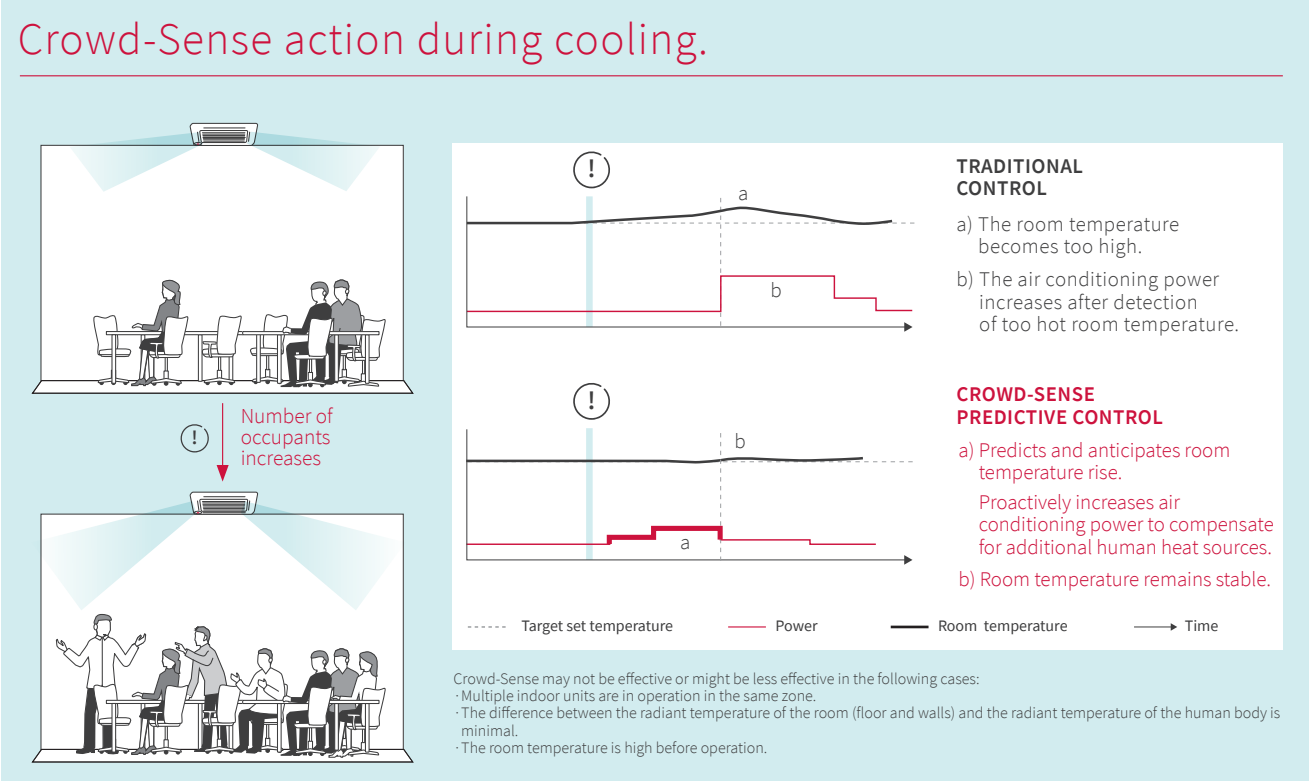 Crowd-Sense action during cooling.
Number of
occupants
increases
!
!
a
b
TRADITIONAL
CONTROL
a) The room temperature
becomes too high.
b) The air conditioning power
increases after detection
of too hot room temperature.
!
b
a
CROWD-SENSE
PREDICTIVE CONTROL
a) Predicts and anticipates room
temperature rise.
Proactively increases air
conditioning power to compensate
for additional human heat sources.
b) Room temperature remains stable.
Target set temperature
Power
Room temperature
Time
Crowd-Sense may not be effective or might be less effective in the following cases:
· Multiple indoor units are in operation in the same zone.
· The difference between the radiant temperature of the room (floor and walls) and the radiant temperature of the human body is
minimal.
· The room temperature is high before operation.